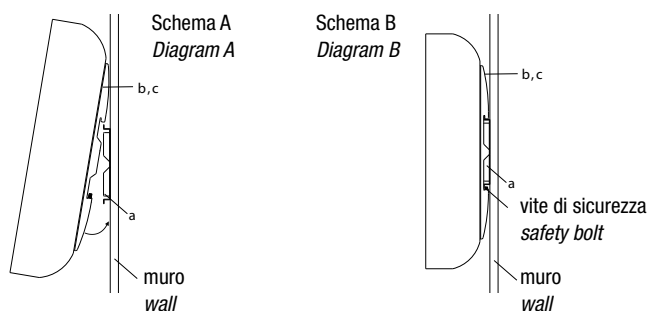 Schema A
Diagram A
b,c
a
muro
wall
Schema B
Diagram B
b,c
a
vite di sicurezza
safety bolt
muro
wall